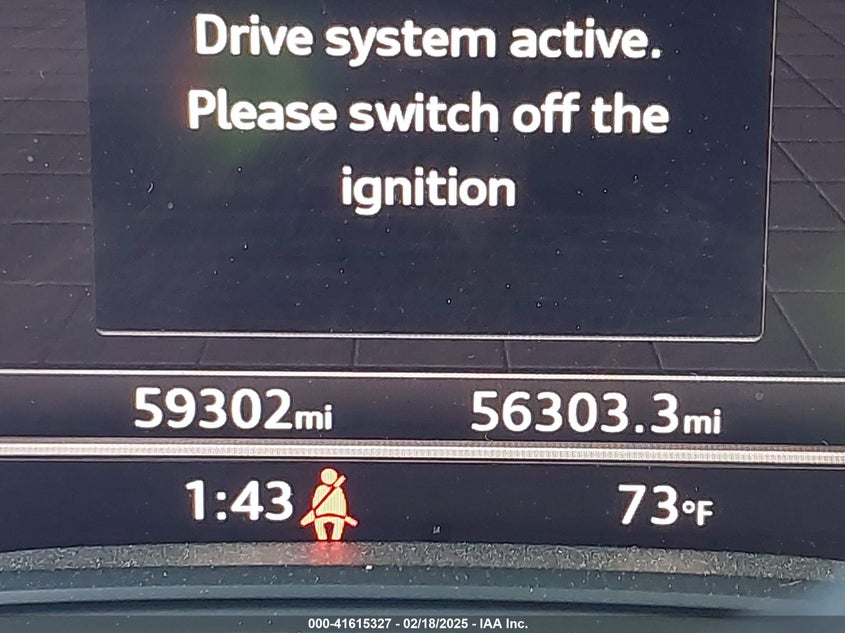 Drive system active.
Please switch off the
ignition
59302mi 56303.3mi
1:43 73°F
000-41615327 - 02/18/2025 - IAA Inc.